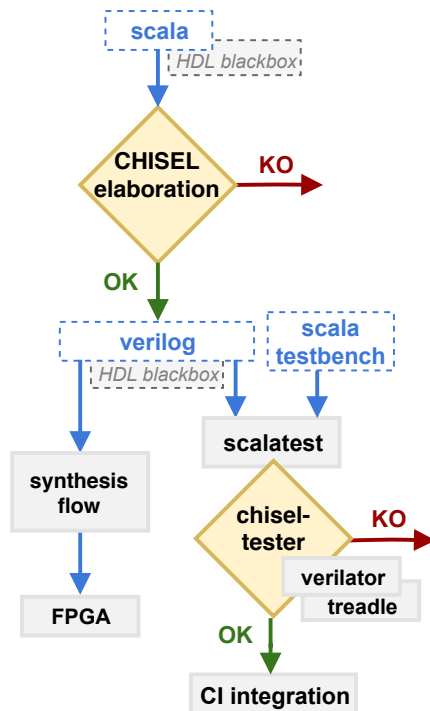 scala
HDL blackbox
CHISEL
elaboration
KO
OK
verilog
HDL blackbox
scala
testbench
synthesis
flow
scalatest
chisel-
tester
KO
verilator
treadle
FPGA
OK
CI integration